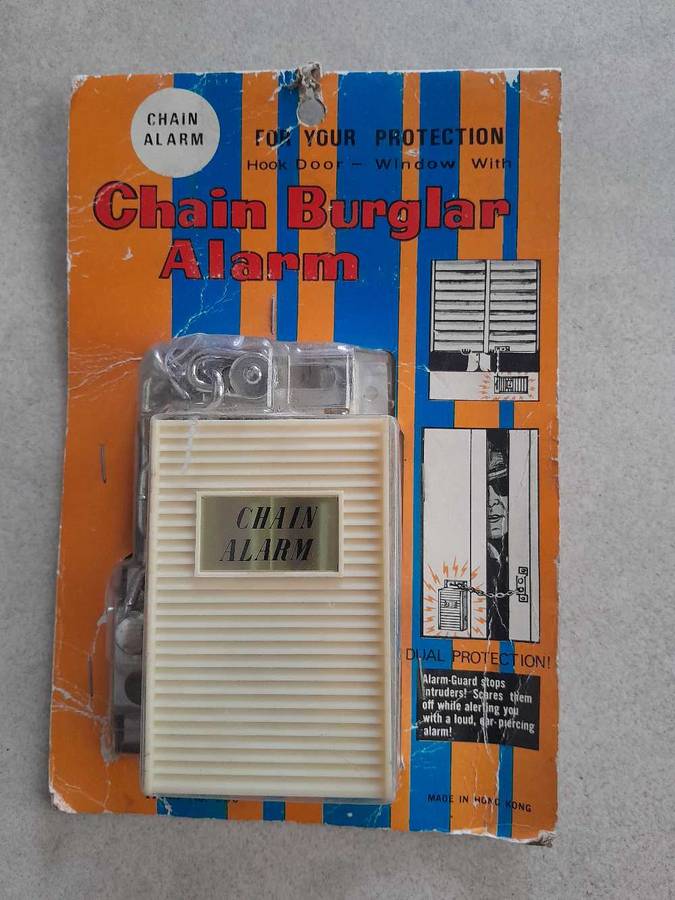 CHAIN
ALARM
FOR YOUR PROTECTION
Hook Door - Window With
Chain Burglar
Alarm
CHAIN
ALARM
DUAL PROTECTION!
Alarm-Guard stops
intruders! Scares them
off while alerting you
with a loud, ear-piercing
alarm!
MADE IN HONG KONG